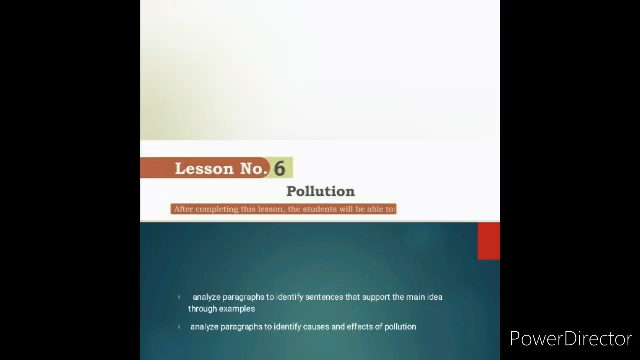 Lesson No. 6
Pollution
After completing this lesson, the students will be able to:
analyze paragraphs to identify sentences that support the main idea
through examples
analyze paragraphs to identify causes and effects of pollution
PowerDirector